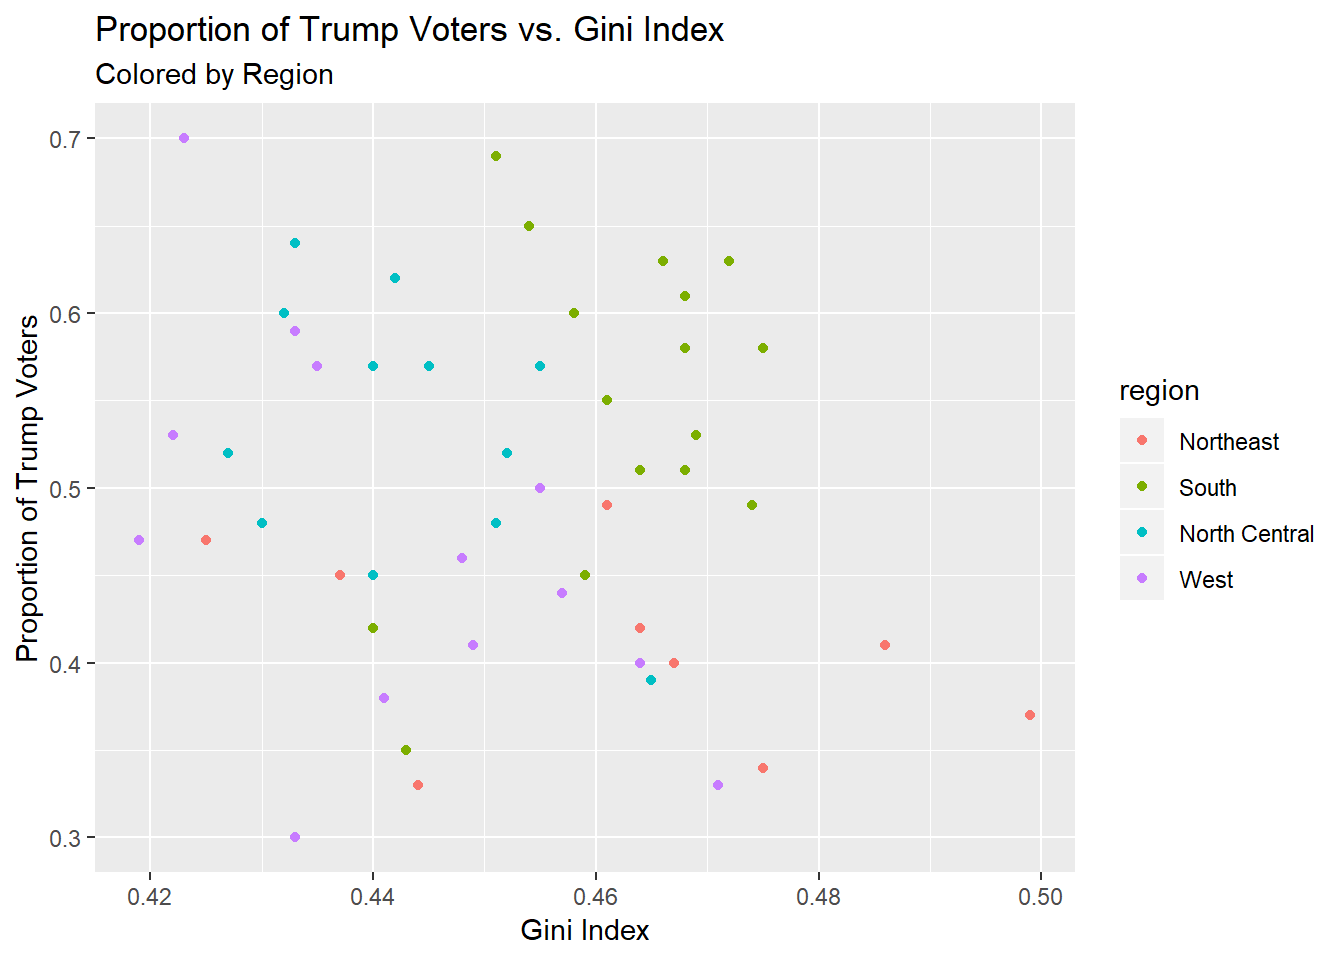 Proportion of Trump Voters vs. Gini Index
Colored by Region
Proportion of Trump Voters
0.7
0.6
0.5
0.4
0.3
0.42 0.44 0.46 0.48 0.50
Gini Index
region
Northeast
South
North Central
West